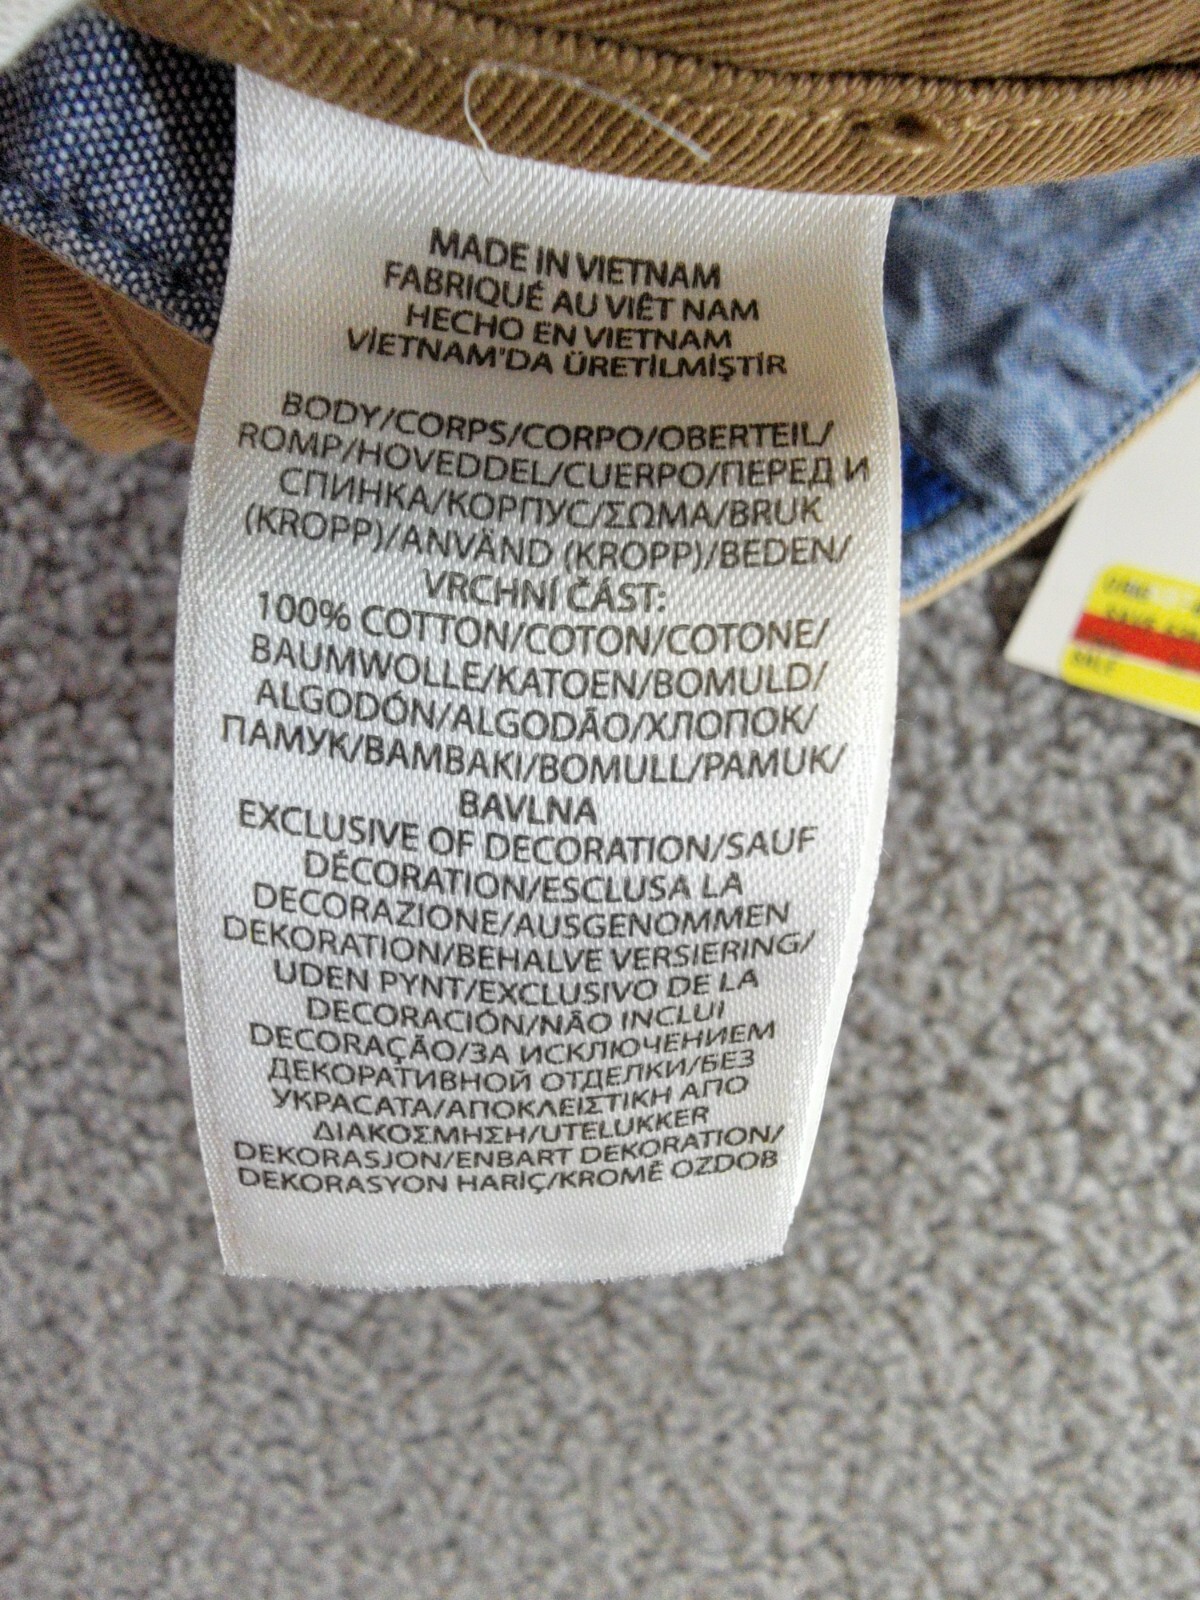 MADE IN VIETNAM
FABRIQUÉ AU VIÊT NAM
HECHO EN VIETNAM
VİETNAM'DA ÜRETİLMİŞTİR
BODY/CORPS/CORPO/OBERTEIL/
ROMP/HOVEDDEL/CUERPO/ПЕРЕД И
СПИНКА/КОРПУС/ΣΩΜΑ/BRUK
(KROPP)/ANVÄND (KROPP)/BEDEN/
VRCHNÍ ČÁST:
100% COTTON/COTON/COTONE/
BAUMWOLLE/KATOEN/BOMULD/
ALGODÓN/ALGODÃO/ХЛОПОК/
ПАМУК/ΒΑΜΒΑΚΙ/BOMULL/PAMUK/
BAVLNA
EXCLUSIVE OF DECORATION/SAUF
DÉCORATION/ESCLUSA LA
DECORAZIONE/AUSGENOMMEN
DEKORATION/BEHALVE VERSIERING/
UDEN PYNT/EXCLUSIVO DE LA
DECORACIÓN/NÃO INCLUI
DECORAÇÃO/ЗА ИСКЛЮЧЕНИЕМ
ДЕКОРАТИВНОЙ ОТДЕЛКИ/БЕЗ
УКРАСАТА/ΑΠΟΚΛΕΙΣΤΙΚΗ ΑΠΟ
ΔΙΑΚΟΣΜΗΣΗ/UTELUKKER
DEKORASJON/ENBART DEKORATION/
DEKORASYON HARİÇ/KROMĚ OZDOB
SAVE